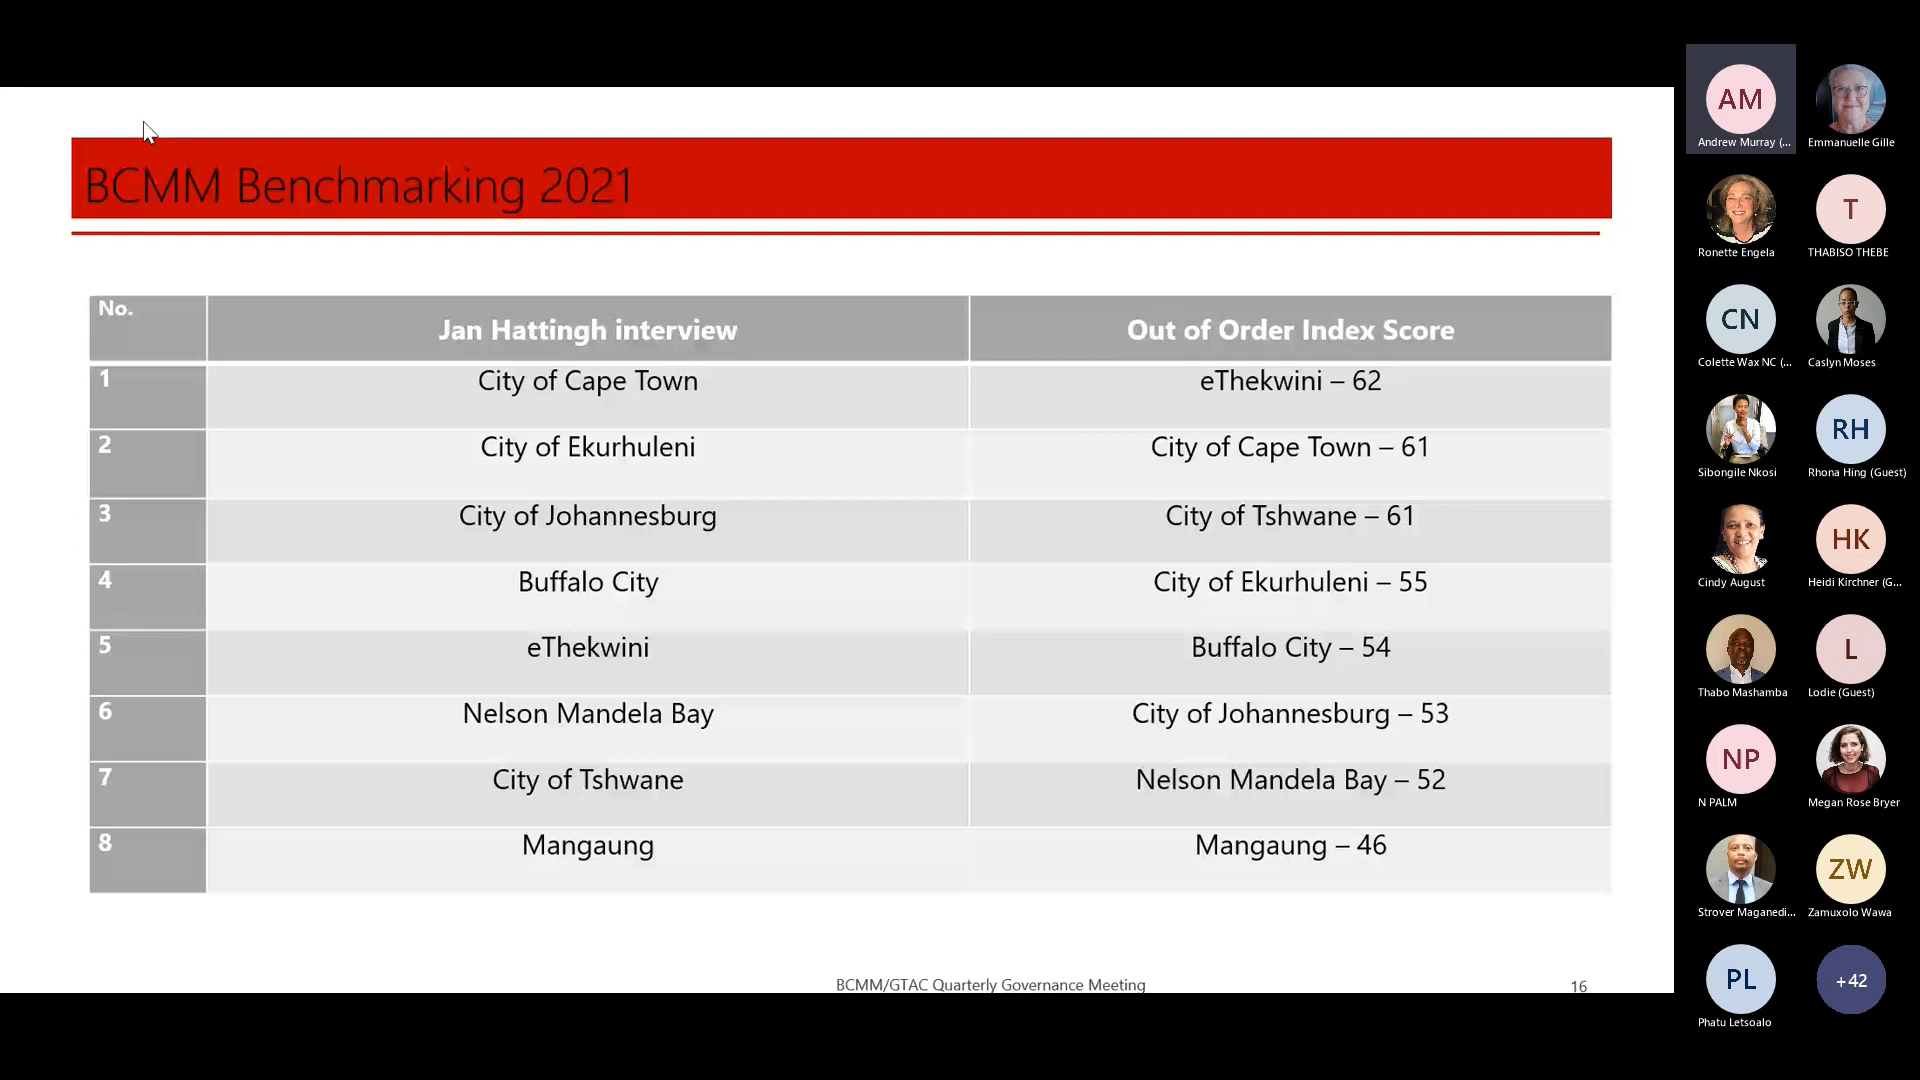 BCMM Benchmarking 2021
No. Jan Hattingh interview Out of Order Index Score
1 City of Cape Town eThekwini – 62
2 City of Ekurhuleni City of Cape Town – 61
3 City of Johannesburg City of Tshwane – 61
4 Buffalo City City of Ekurhuleni – 55
5 eThekwini Buffalo City – 54
6 Nelson Mandela Bay City of Johannesburg – 53
7 City of Tshwane Nelson Mandela Bay – 52
8 Mangaung Mangaung – 46
BCMM/GTAC Quarterly Governance Meeting 16
AM
Andrew Murray (... Emmanuelle Gille
T
Ronette Engela THABISO THEBE
CN
Colette Wax NC (... Caslyn Moses
RH
Sibongile Nkosi Rhona Hing (Guest)
HK
Cindy August Heidi Kirchner (G...
L
Thabo Mashamba Lodie (Guest)
NP
N PALM Megan Rose Bryer
ZW
Strover Maganedi... Zamuxolo Wawa
PL +42
Phatu Letsoalo